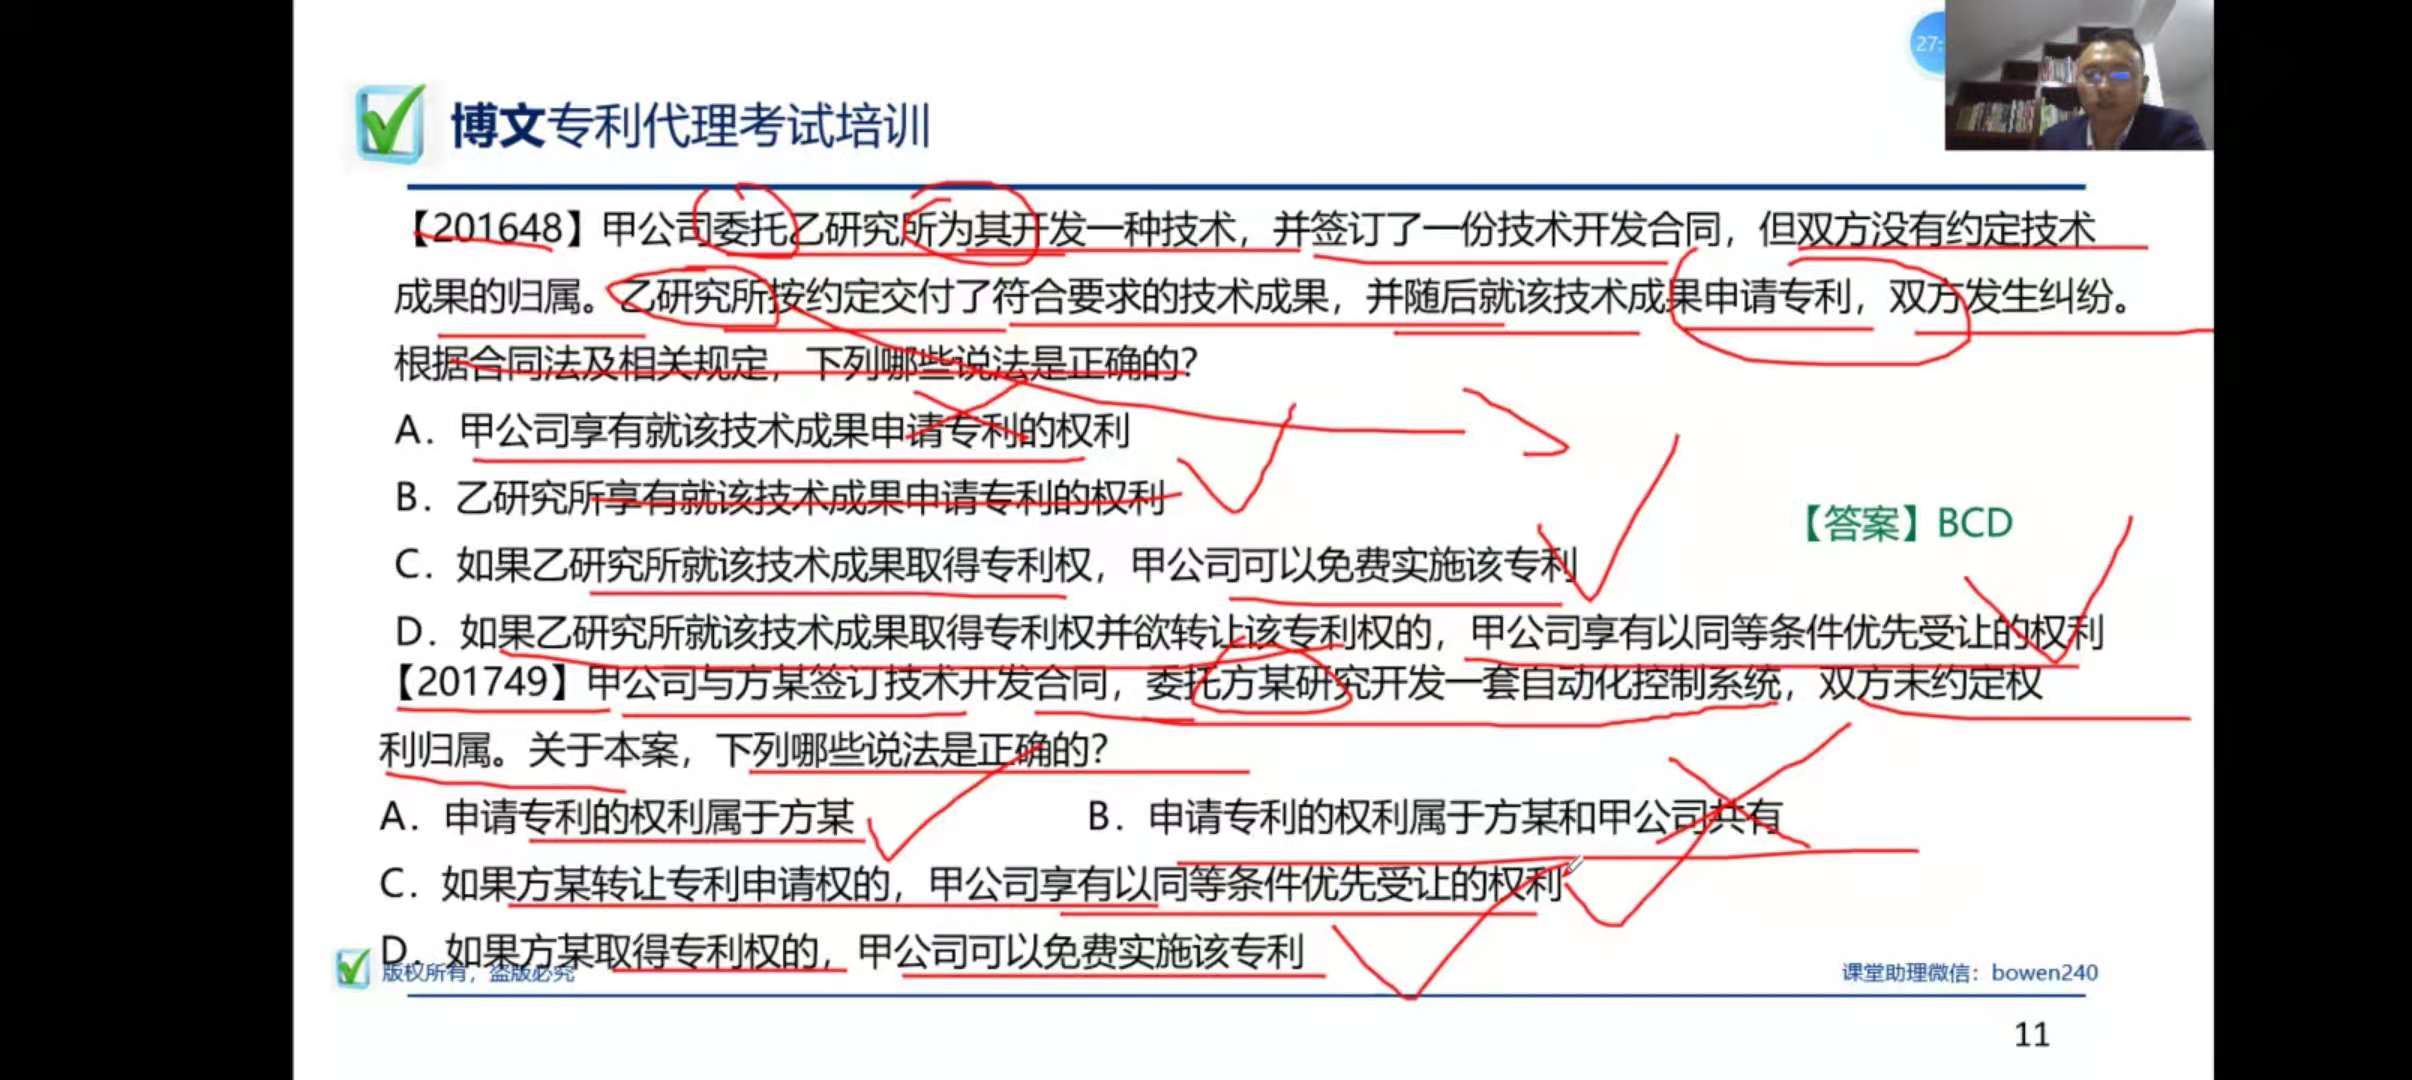 27:
博文专利代理考试培训
【201648】甲公司委托乙研究所为其开发一种技术，并签订了一份技术开发合同，但双方没有约定技术
成果的归属。乙研究所按约定交付了符合要求的技术成果，并随后就该技术成果申请专利，双方发生纠纷。
根据合同法及相关规定，下列哪些说法是正确的？
A．甲公司享有就该技术成果申请专利的权利
B．乙研究所享有就该技术成果申请专利的权利
【答案】BCD
C．如果乙研究所就该技术成果取得专利权，甲公司可以免费实施该专利
D．如果乙研究所就该技术成果取得专利权并欲转让该专利权的，甲公司享有以同等条件优先受让的权利
【201749】甲公司与方某签订技术开发合同，委托方某研究开发一套自动化控制系统，双方未约定权
利归属。关于本案，下列哪些说法是正确的？
A．申请专利的权利属于方某 B．申请专利的权利属于方某和甲公司共有
C．如果方某转让专利申请权的，甲公司享有以同等条件优先受让的权利
D．如果方某取得专利权的，甲公司可以免费实施该专利
版权所有，盗版必究
课堂助理微信：bowen240
11